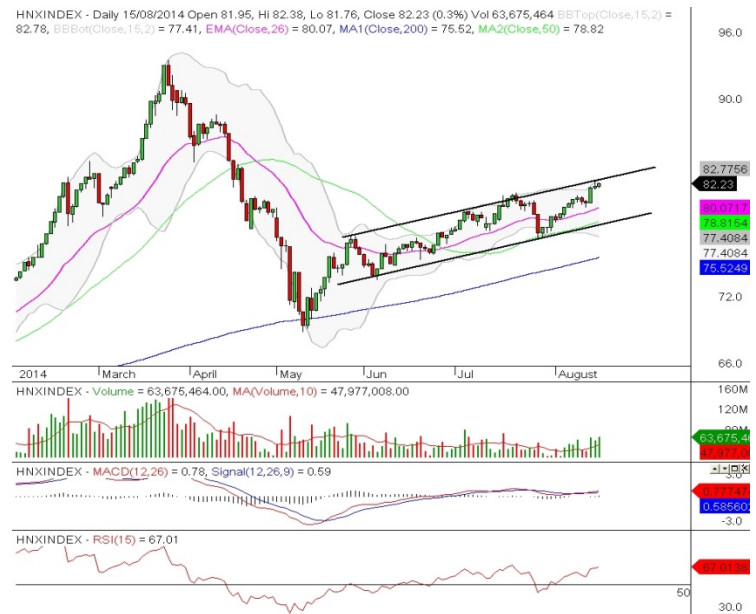 HNXINDEX - Daily 15/08/2014 Open 81.95, Hi 82.38, Lo 81.76, Close 82.23 (0.3%) Vol 63,675,464 BBTop(Close,15,2) =
82.78, BBBot(Close,15,2) = 77.41, EMA(Close,26) = 80.07, MA1(Close,200) = 75.52, MA2(Close,50) = 78.82
96.0
90.0
82.7756
82.23
80.0717
78.8154
77.4084
77.4084
75.5249
72.0
66.0
2014 March April May Jun Jul August
HNXINDEX - Volume = 63,675,464.00, MA(Volume,10) = 47,977,008.00
160M
120M
63,675,46
47,977,00
HNXINDEX - MACD(12,26) = 0.78, Signal(12,26,9) = 0.59
0.58560
-3.0
HNXINDEX - RSI(15) = 67.01
67.0138
50
30.0